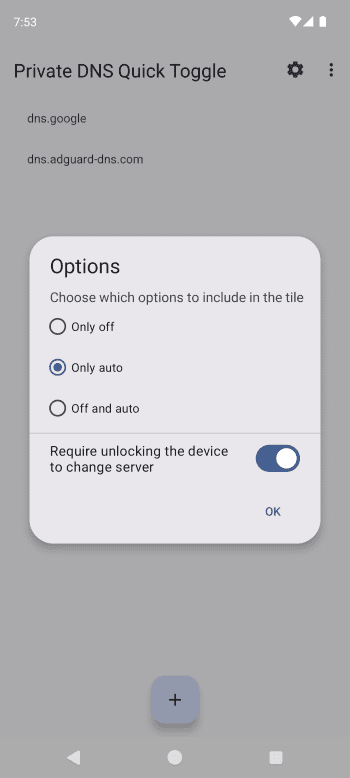 7:53
Private DNS Quick Toggle
dns.google
dns.adguard-dns.com
Options
Choose which options to include in the tile
Only off
Only auto
Off and auto
Require unlocking the device
to change server
OK
+